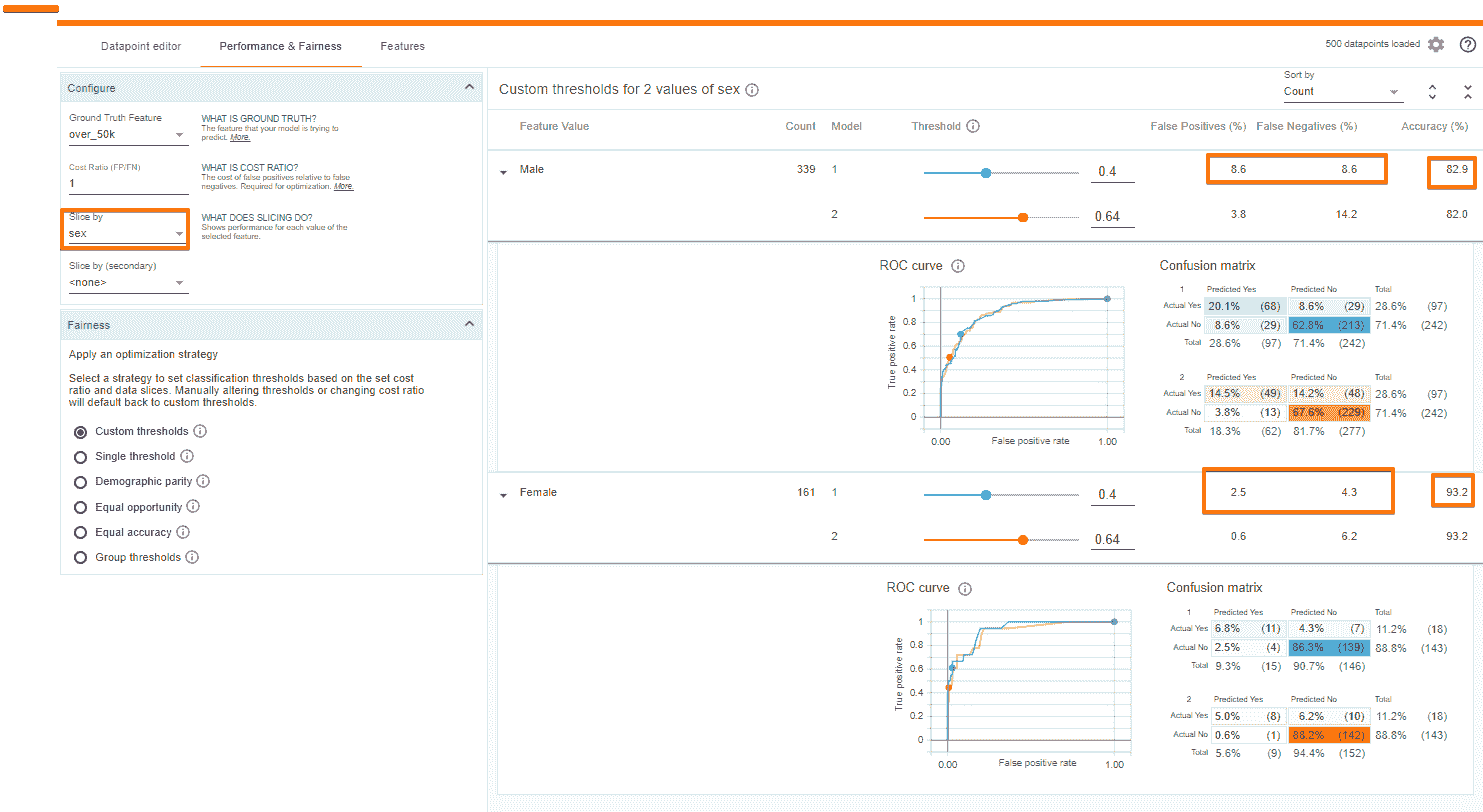 Datapoint editor Performance & Fairness Features 500 datapoints loaded
Configure
Ground Truth Feature
over_50k
WHAT IS GROUND TRUTH?
The feature that your model is trying to
predict. More.
Cost Ratio (FP/FN)
1
WHAT IS COST RATIO?
The cost of false positives relative to false
negatives. Required for optimization. More.
Slice by
sex
WHAT DOES SLICING DO?
Shows performance for each value of the
selected feature.
Slice by (secondary)
<none>
Fairness
Apply an optimization strategy
Select a strategy to set classification thresholds based on the set cost
ratio and data slices. Manually altering thresholds or changing cost ratio
will default back to custom thresholds.
Custom thresholds
Single threshold
Demographic parity
Equal opportunity
Equal accuracy
Group thresholds
Custom thresholds for 2 values of sex
Sort by
Count
Feature Value Count Model Threshold False Positives (%) False Negatives (%) Accuracy (%)
Male 339 1 0.4 8.6 8.6 82.9
2 0.64 3.8 14.2 82.0
ROC curve
True positive rate
1
0.8
0.6
0.4
0.2
0
0.00 False positive rate 1.00
Confusion matrix
1 Predicted Yes Predicted No Total
Actual Yes 20.1% (68) 8.6% (29) 28.6% (97)
Actual No 8.6% (29) 62.8% (213) 71.4% (242)
Total 28.6% (97) 71.4% (242)
2 Predicted Yes Predicted No Total
Actual Yes 14.5% (49) 14.2% (48) 28.6% (97)
Actual No 3.8% (13) 67.6% (229) 71.4% (242)
Total 18.3% (62) 81.7% (277)
Female 161 1 0.4 2.5 4.3 93.2
2 0.64 0.6 6.2 93.2
ROC curve
True positive rate
1
0.8
0.6
0.4
0.2
0
0.00 False positive rate 1.00
Confusion matrix
1 Predicted Yes Predicted No Total
Actual Yes 6.8% (11) 4.3% (7) 11.2% (18)
Actual No 2.5% (4) 86.3% (139) 88.8% (143)
Total 9.3% (15) 90.7% (146)
2 Predicted Yes Predicted No Total
Actual Yes 5.0% (8) 6.2% (10) 11.2% (18)
Actual No 0.6% (1) 88.2% (142) 88.8% (143)
Total 5.6% (9) 94.4% (152)